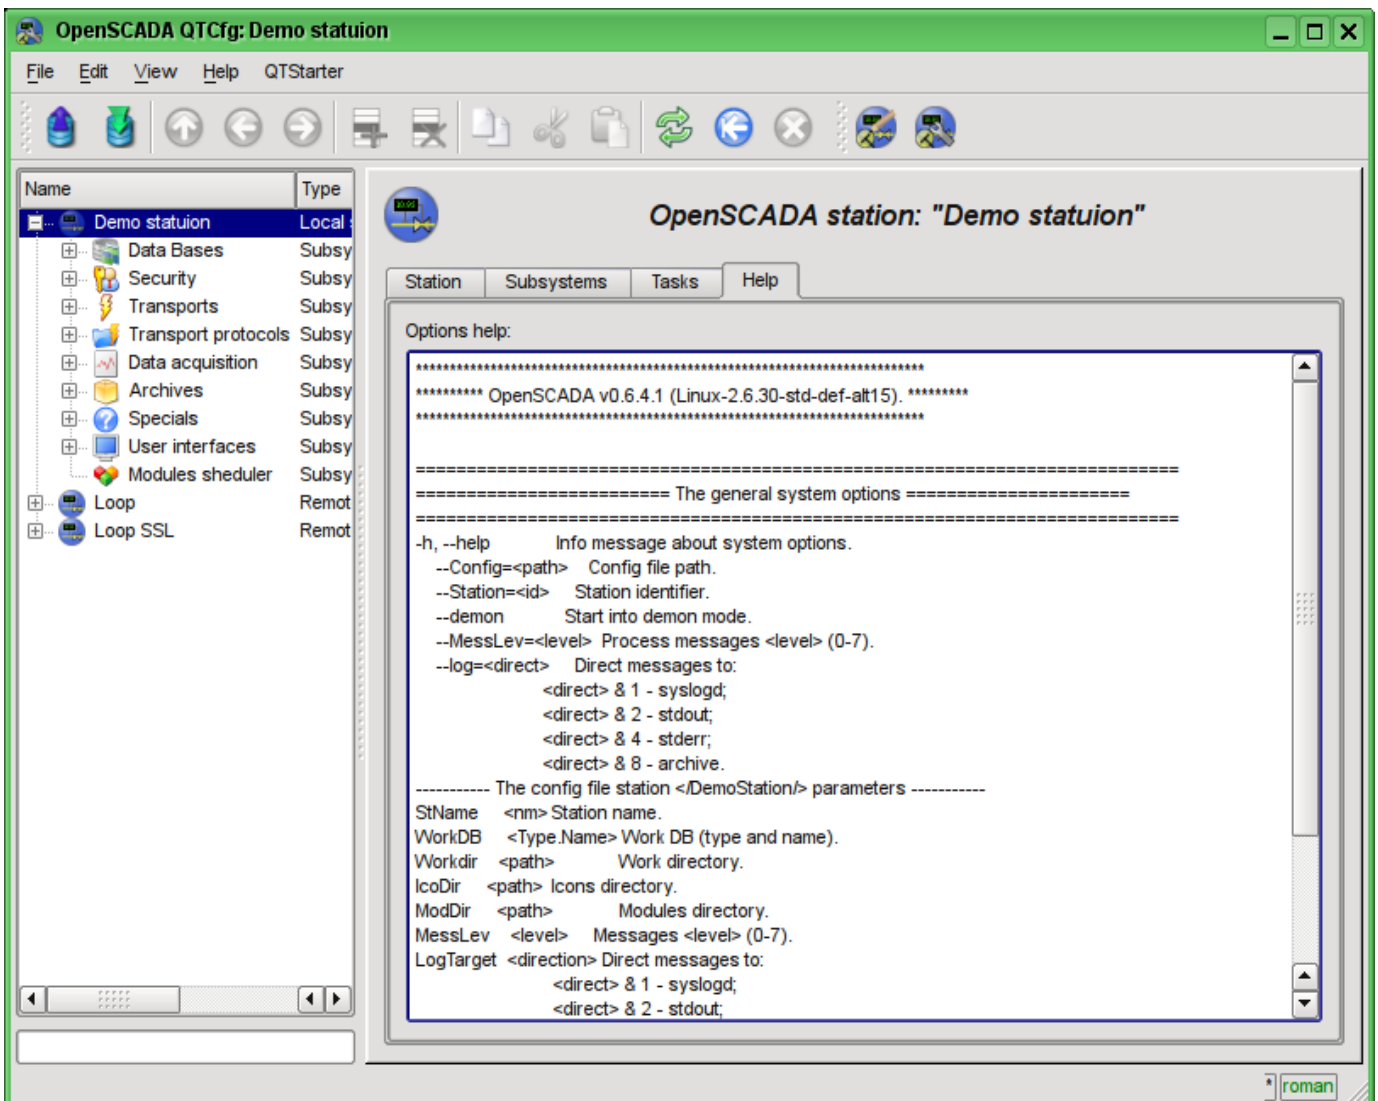 OpenSCADA QTCfg: Demo statuion
File Edit View Help QTStarter
Name Type
Demo statuion Local s
Data Bases Subsy
Security Subsy
Transports Subsy
Transport protocols Subsy
Data acquisition Subsy
Archives Subsy
Specials Subsy
User interfaces Subsy
Modules sheduler Subsy
Loop Remot
Loop SSL Remot
OpenSCADA station: "Demo statuion"
Station Subsystems Tasks Help
Options help:
****************************************************************************
********** OpenSCADA v0.6.4.1 (Linux-2.6.30-std-def-alt15). *********
****************************************************************************
===========================================================================
========================= The general system options ======================
===========================================================================
-h, --help Info message about system options.
--Config=<path> Config file path.
--Station=<id> Station identifier.
--demon Start into demon mode.
--MessLev=<level> Process messages <level> (0-7).
--log=<direct> Direct messages to:
<direct> & 1 - syslogd;
<direct> & 2 - stdout;
<direct> & 4 - stderr;
<direct> & 8 - archive.
----------- The config file station </DemoStation/> parameters -----------
StName <nm> Station name.
WorkDB <Type.Name> Work DB (type and name).
Workdir <path> Work directory.
IcoDir <path> Icons directory.
ModDir <path> Modules directory.
MessLev <level> Messages <level> (0-7).
LogTarget <direction> Direct messages to:
<direct> & 1 - syslogd;
<direct> & 2 - stdout;
* roman